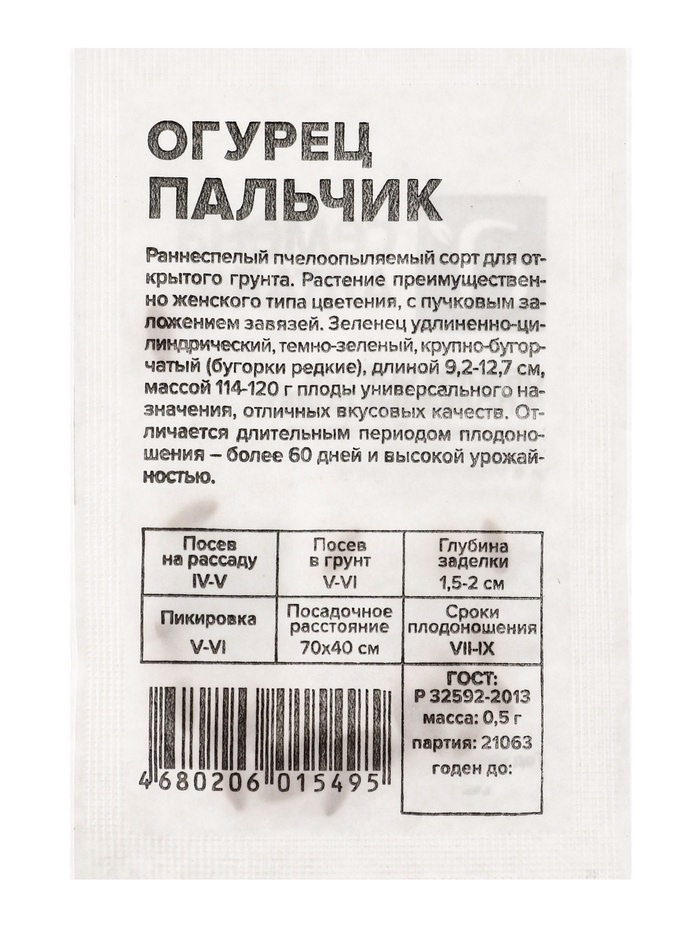 ОГУРЕЦ
ПАЛЬЧИК
Раннеспелый пчелоопыляемый сорт для от-
крытого грунта. Растение преимуществен-
но женского типа цветения, с пучковым за-
ложением завязей. Зеленец удлиненно-ци-
линдрический, темно-зеленый, крупно-бугор-
чатый (бугорки редкие), длиной 9,2-12,7 см,
массой 114-120 г плоды универсального на-
значения, отличных вкусовых качеств. От-
личается длительным периодом плодоно-
шения – более 60 дней и высокой урожай-
ностью.
Посев
на рассаду
IV-V
Посев
в грунт
V-VI
Глубина
заделки
1,5-2 см
Пикировка
V-VI
Посадочное
расстояние
70х40 см
Сроки
плодоношения
VII-IX
ГОСТ:
Р 32592-2013
масса: 0,5 г
партия: 21063
годен до:
4 680206 015495